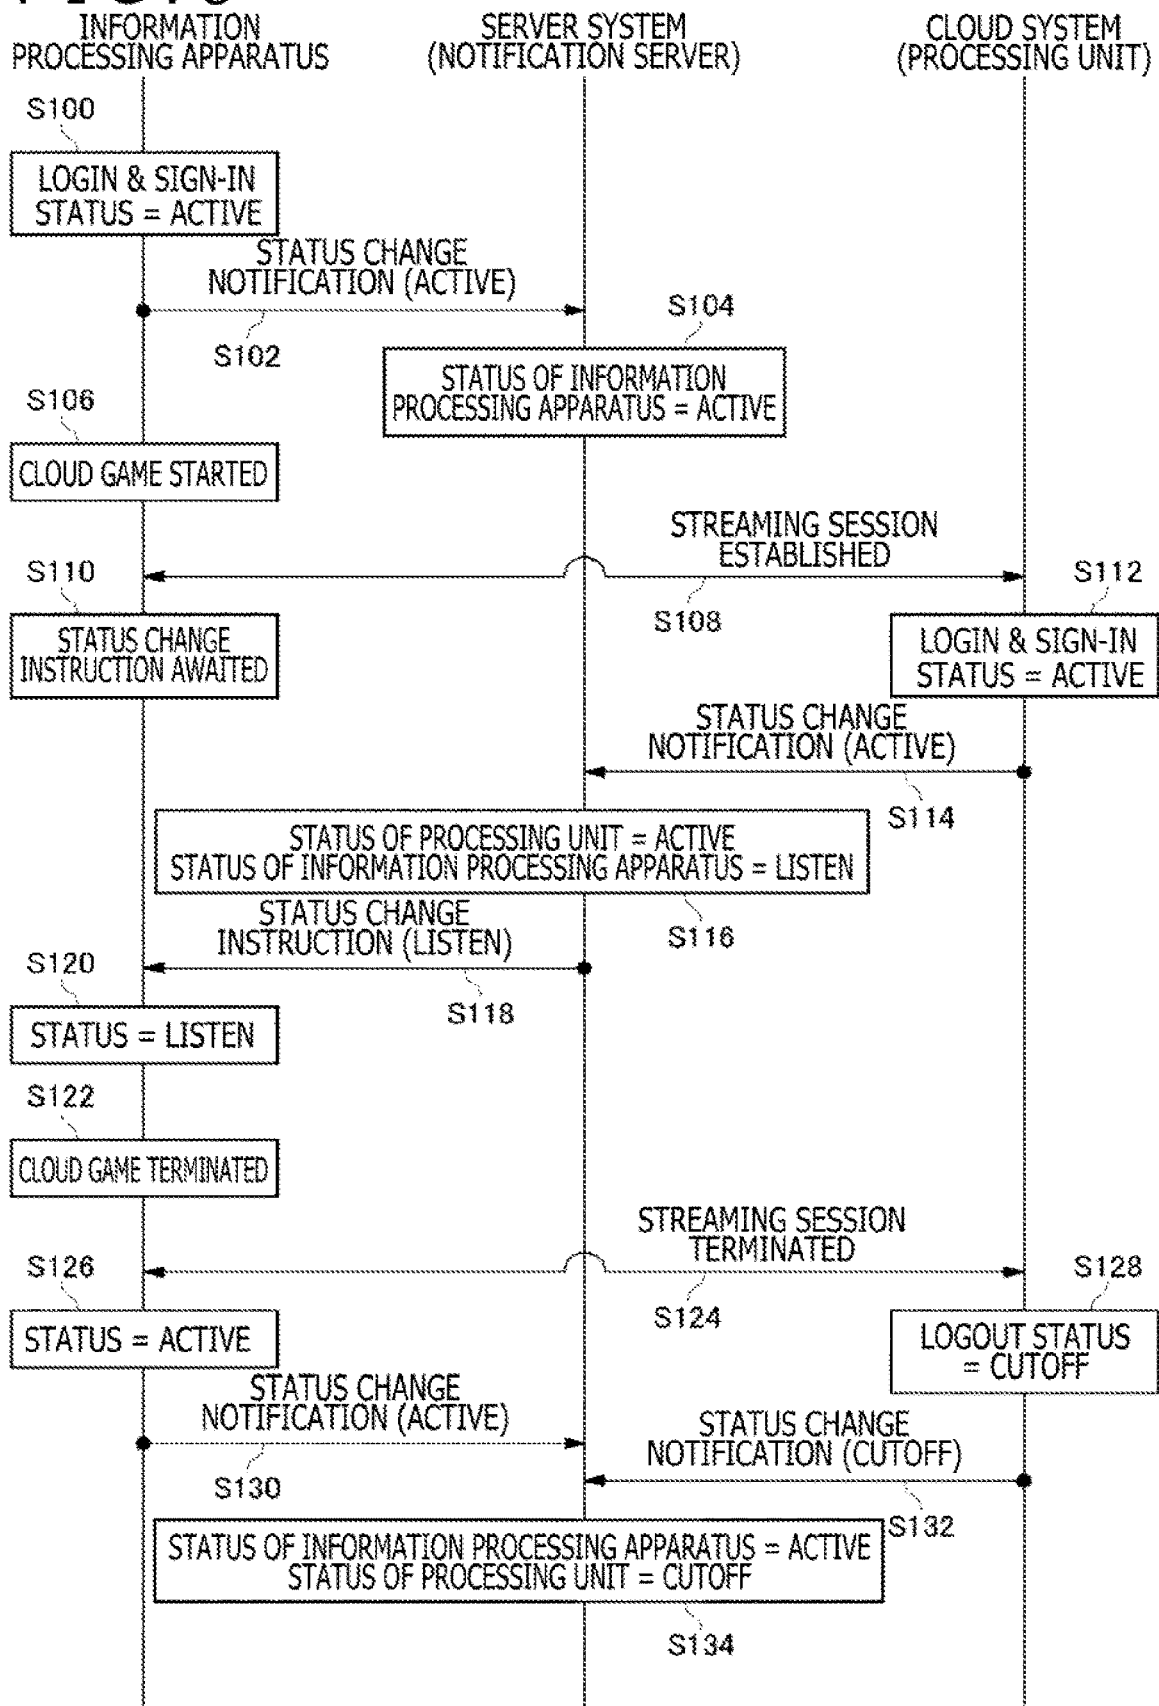 INFORMATION
PROCESSING APPARATUS
SERVER SYSTEM
(NOTIFICATION SERVER)
CLOUD SYSTEM
(PROCESSING UNIT)
S100
LOGIN & SIGN-IN
STATUS = ACTIVE
STATUS CHANGE
NOTIFICATION (ACTIVE)
S102
S104
STATUS OF INFORMATION
PROCESSING APPARATUS = ACTIVE
S106
CLOUD GAME STARTED
STREAMING SESSION
ESTABLISHED
S108
S110
STATUS CHANGE
INSTRUCTION AWAITED
S112
LOGIN & SIGN-IN
STATUS = ACTIVE
STATUS CHANGE
NOTIFICATION (ACTIVE)
S114
STATUS OF PROCESSING UNIT = ACTIVE
STATUS OF INFORMATION PROCESSING APPARATUS = LISTEN
S116
STATUS CHANGE
INSTRUCTION (LISTEN)
S118
S120
STATUS = LISTEN
S122
CLOUD GAME TERMINATED
STREAMING SESSION
TERMINATED
S124
S126
STATUS = ACTIVE
S128
LOGOUT STATUS
= CUTOFF
STATUS CHANGE
NOTIFICATION (ACTIVE)
S130
STATUS CHANGE
NOTIFICATION (CUTOFF)
S132
STATUS OF INFORMATION PROCESSING APPARATUS = ACTIVE
STATUS OF PROCESSING UNIT = CUTOFF
S134